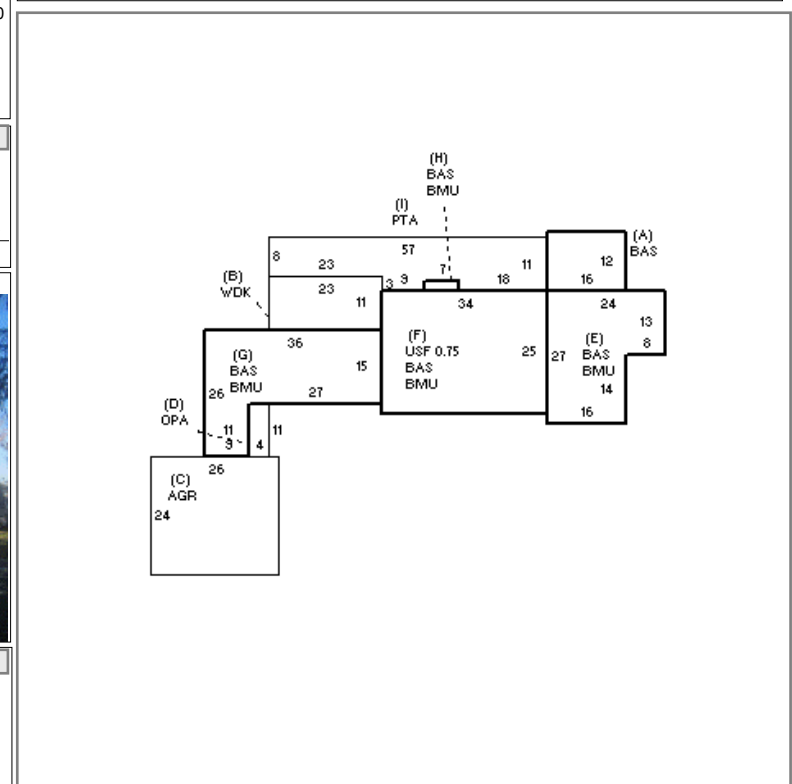 (H)
BAS
BMU
(I)
PTA
(A)
BAS
57
8
23
11
12
7
(B)
WDK
3
9
18
16
23
11
34
24
13
(F)
USF 0.75
BAS
BMU
25
27
(E)
BAS
BMU
8
14
16
36
(G)
BAS
BMU
15
26
27
(D)
OPA
11
9
4
11
26
(C)
AGR
24